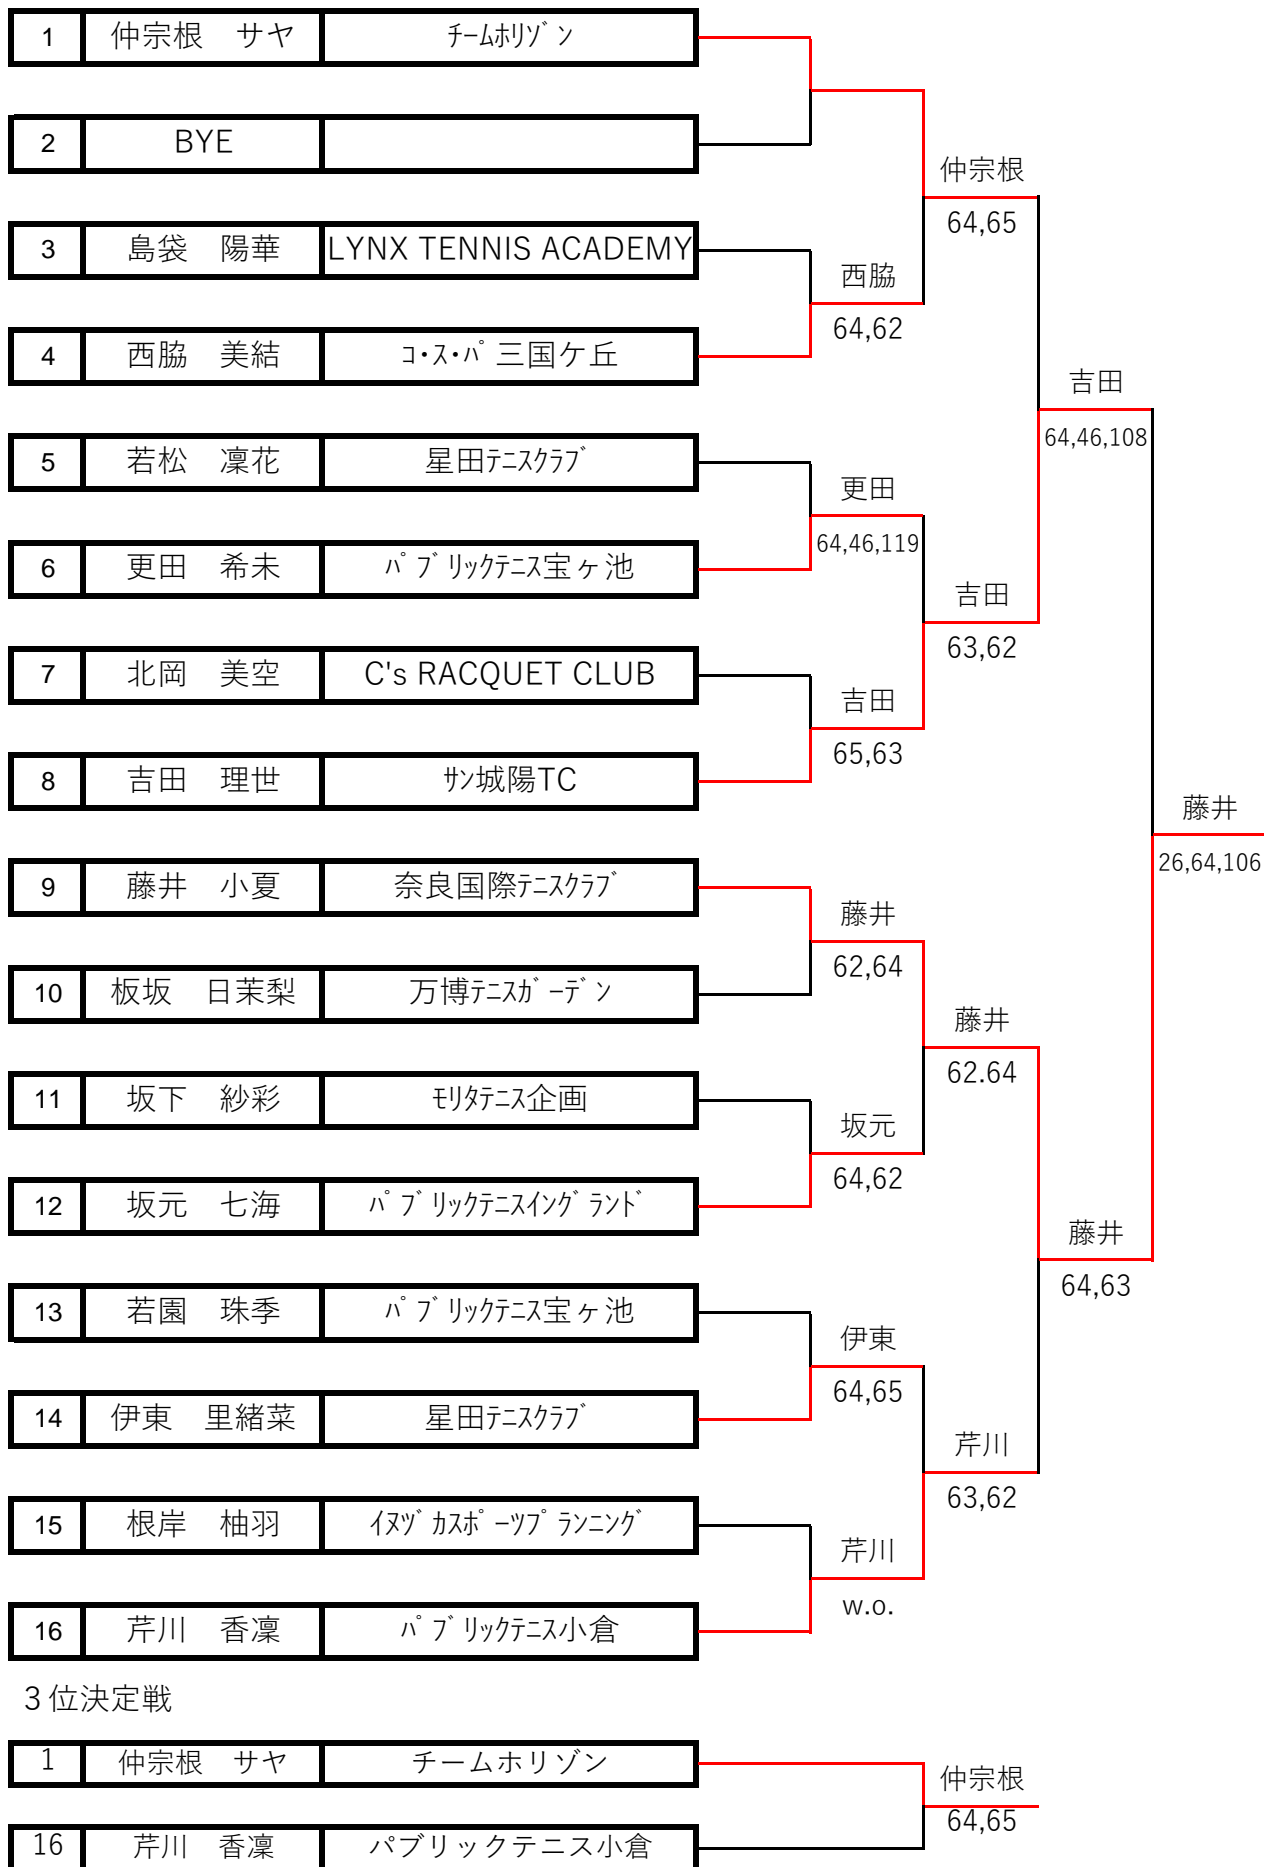 1 仲宗根 サヤ ﾁｰﾑﾎﾘｿﾞﾝ
2 BYE
仲宗根
64,65
3 島袋 陽華 LYNX TENNIS ACADEMY
西脇
64,62
4 西脇 美結 ｺ･ｽ･ﾊﾟ三国ケ丘
吉田
64,46,108
5 若松 凜花 星田ﾃﾆｽｸﾗﾌﾞ
更田
64,46,119
6 更田 希未 ﾊﾟﾌﾞﾘｯｸﾃﾆｽ宝ヶ池
吉田
63,62
7 北岡 美空 C's RACQUET CLUB
吉田
65,63
8 吉田 理世 ｻﾝ城陽TC
藤井
26,64,106
9 藤井 小夏 奈良国際ﾃﾆｽｸﾗﾌﾞ
藤井
62,64
10 板坂 日茉梨 万博ﾃﾆｽｶﾞｰﾃﾞﾝ
藤井
62.64
11 坂下 紗彩 ﾓﾘﾀﾃﾆｽ企画
坂元
64,62
12 坂元 七海 ﾊﾟﾌﾞﾘｯｸﾃﾆｽｲﾝｸﾞﾗﾝﾄﾞ
藤井
64,63
13 若園 珠季 ﾊﾟﾌﾞﾘｯｸﾃﾆｽ宝ヶ池
伊東
64,65
14 伊東 里緒菜 星田ﾃﾆｽｸﾗﾌﾞ
芹川
63,62
15 根岸 柚羽 ｲﾇﾂﾞｶｽﾎﾟｰﾂﾌﾟﾗﾝﾆﾝｸﾞ
芹川
w.o.
16 芹川 香凜 ﾊﾟﾌﾞﾘｯｸﾃﾆｽ小倉
３位決定戦
1 仲宗根 サヤ チームホリゾン
仲宗根
64,65
16 芹川 香凜 パブリックテニス小倉